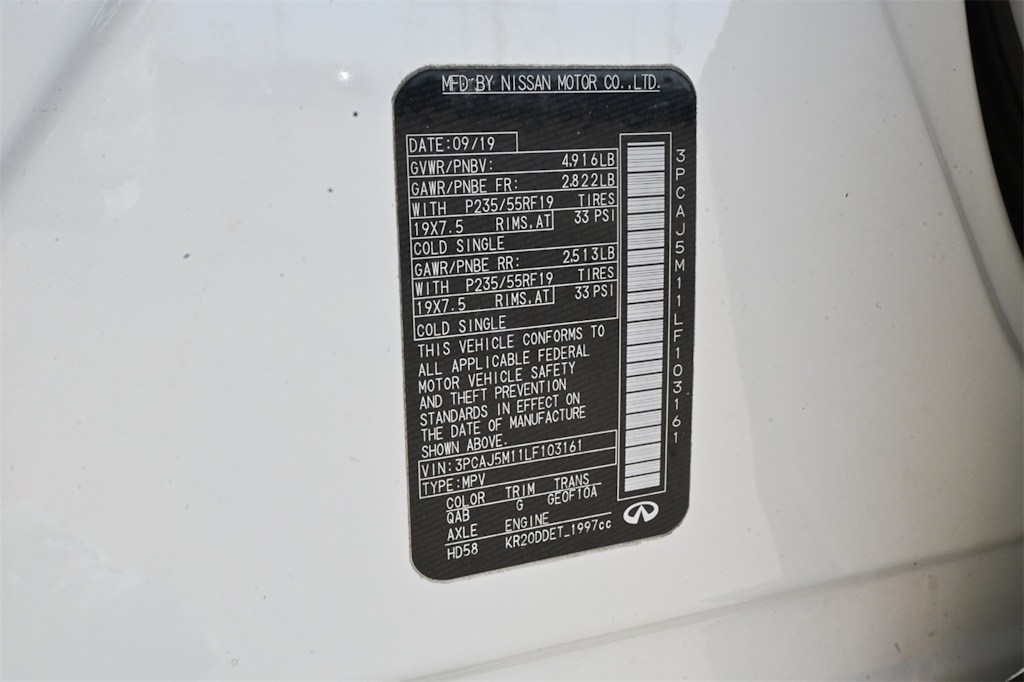 MFD BY NISSAN MOTOR CO.,LTD.
DATE:09/19
GVWR/PNBV: 4,916LB
GAWR/PNBE FR: 2,822LB
WITH P235/55RF19 TIRES
19X7.5 RIMS,AT 33 PSI
COLD SINGLE
GAWR/PNBE RR: 2,513LB
WITH P235/55RF19 TIRES
19X7.5 RIMS,AT 33 PSI
COLD SINGLE
THIS VEHICLE CONFORMS TO
ALL APPLICABLE FEDERAL
MOTOR VEHICLE SAFETY
AND THEFT PREVENTION
STANDARDS IN EFFECT ON
THE DATE OF MANUFACTURE
SHOWN ABOVE.
VIN:3PCAJ5M11LF103161
TYPE:MPV
COLOR TRIM TRANS
QAB G GE0F10A
AXLE ENGINE
HD58 KR20DDET_1997cc
3PCAJ5M11LF103161